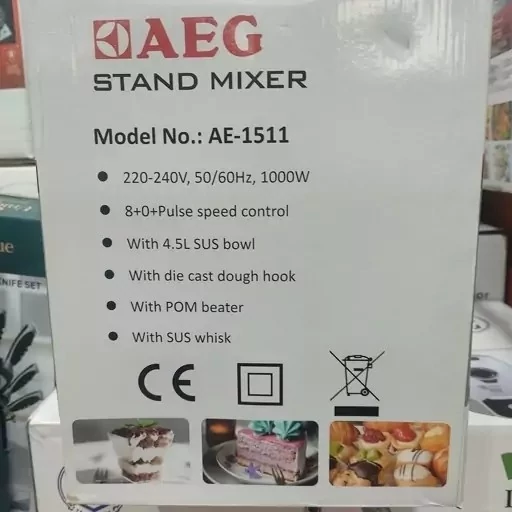 AEG
STAND MIXER
Model No.: AE-1511
220-240V, 50/60Hz, 1000W
8+0+Pulse speed control
With 4.5L SUS bowl
With die cast dough hook
With POM beater
With SUS whisk
CE
KNIFE SET